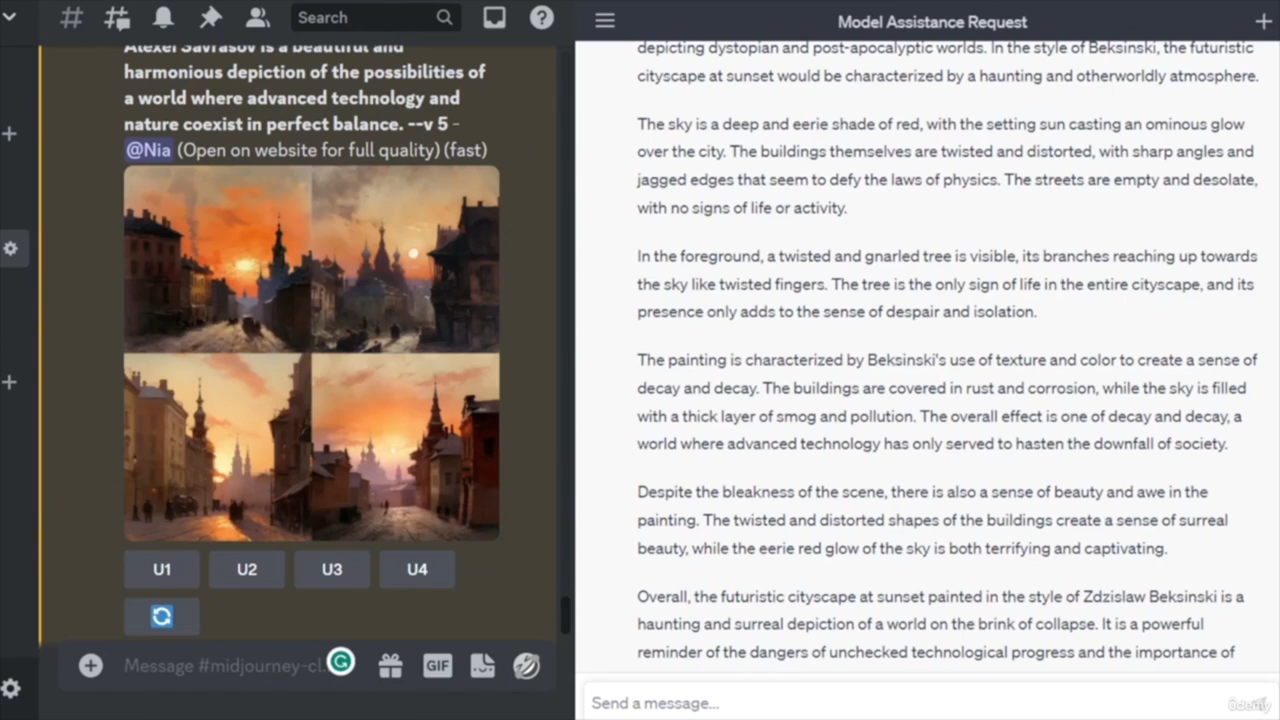 Search
Alexei Savrasov is a beautiful and
harmonious depiction of the possibilities of
a world where advanced technology and
nature coexist in perfect balance. --v 5 -
@Nia (Open on website for full quality) (fast)
U1 U2 U3 U4
Message #midjourney-cl
GIF
Model Assistance Request
depicting dystopian and post-apocalyptic worlds. In the style of Beksinski, the futuristic
cityscape at sunset would be characterized by a haunting and otherworldly atmosphere.
The sky is a deep and eerie shade of red, with the setting sun casting an ominous glow
over the city. The buildings themselves are twisted and distorted, with sharp angles and
jagged edges that seem to defy the laws of physics. The streets are empty and desolate,
with no signs of life or activity.
In the foreground, a twisted and gnarled tree is visible, its branches reaching up towards
the sky like twisted fingers. The tree is the only sign of life in the entire cityscape, and its
presence only adds to the sense of despair and isolation.
The painting is characterized by Beksinski's use of texture and color to create a sense of
decay and decay. The buildings are covered in rust and corrosion, while the sky is filled
with a thick layer of smog and pollution. The overall effect is one of decay and decay, a
world where advanced technology has only served to hasten the downfall of society.
Despite the bleakness of the scene, there is also a sense of beauty and awe in the
painting. The twisted and distorted shapes of the buildings create a sense of surreal
beauty, while the eerie red glow of the sky is both terrifying and captivating.
Overall, the futuristic cityscape at sunset painted in the style of Zdzislaw Beksinski is a
haunting and surreal depiction of a world on the brink of collapse. It is a powerful
reminder of the dangers of unchecked technological progress and the importance of
Send a message...
ûdemy